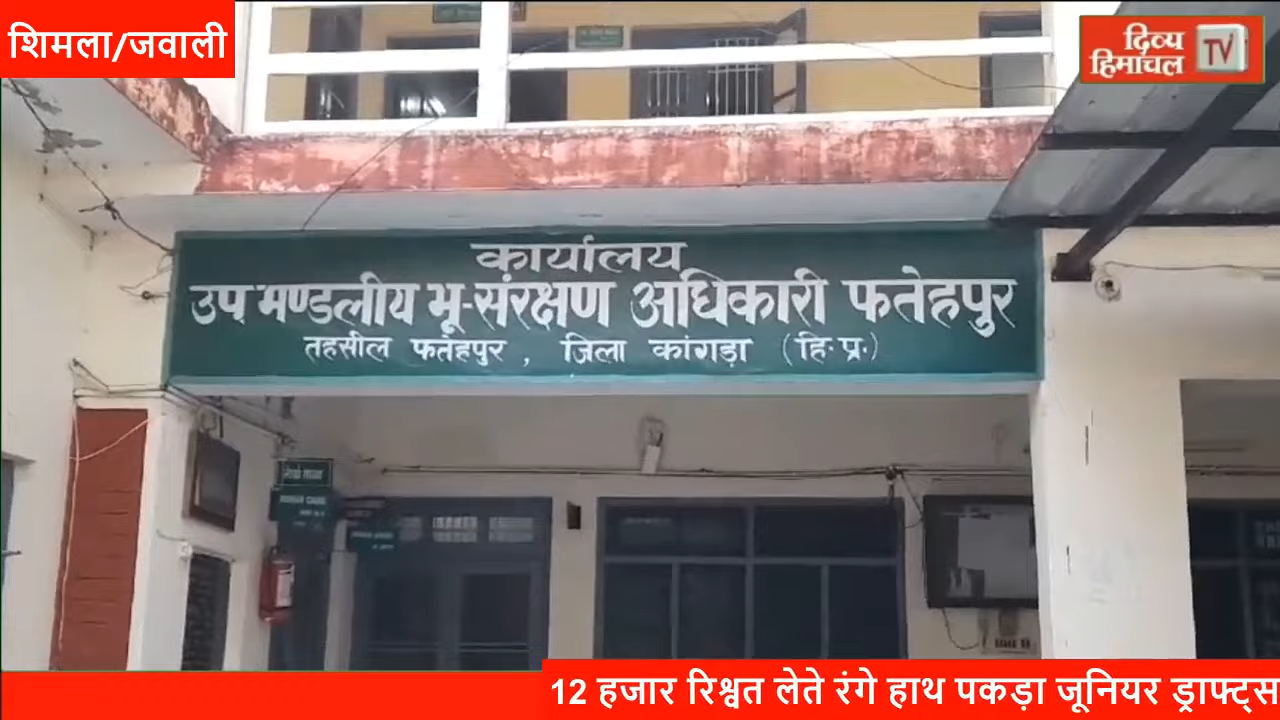 शिमला/जवाली
दिव्य
हिमाचल
TV
कार्यालय
उप मण्डलीय भू-संरक्षण अधिकारी फतेहपुर
तहसील फतेहपुर , जिला कांगड़ा (हि. प्र.)
12 हजार रिश्वत लेते रंगे हाथ पकड़ा जूनियर ड्राफ्ट्स